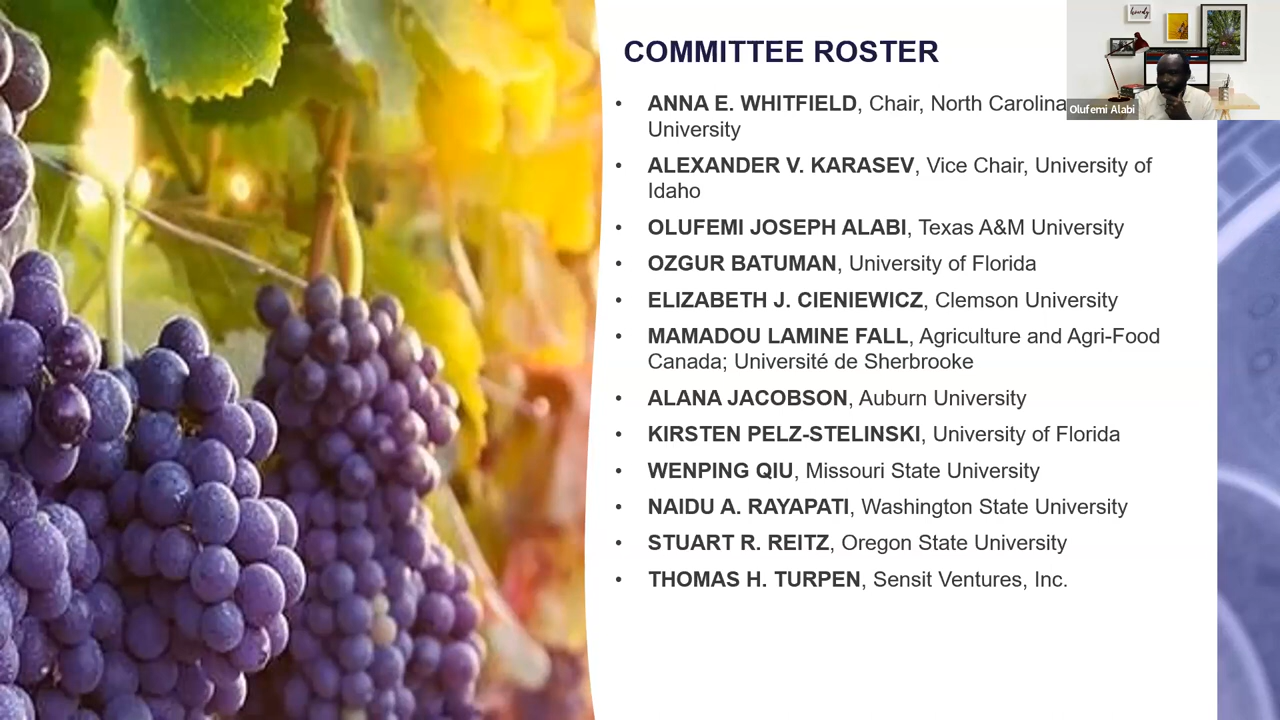 COMMITTEE ROSTER
• ANNA E. WHITFIELD, Chair, North Carolina
University
• ALEXANDER V. KARASEV, Vice Chair, University of
Idaho
• OLUFEMI JOSEPH ALABI, Texas A&M University
• OZGUR BATUMAN, University of Florida
• ELIZABETH J. CIENIEWICZ, Clemson University
• MAMADOU LAMINE FALL, Agriculture and Agri-Food
Canada; Université de Sherbrooke
• ALANA JACOBSON, Auburn University
• KIRSTEN PELZ-STELINSKI, University of Florida
• WENPING QIU, Missouri State University
• NAIDU A. RAYAPATI, Washington State University
• STUART R. REITZ, Oregon State University
• THOMAS H. TURPEN, Sensit Ventures, Inc.
Olufemi Alabi